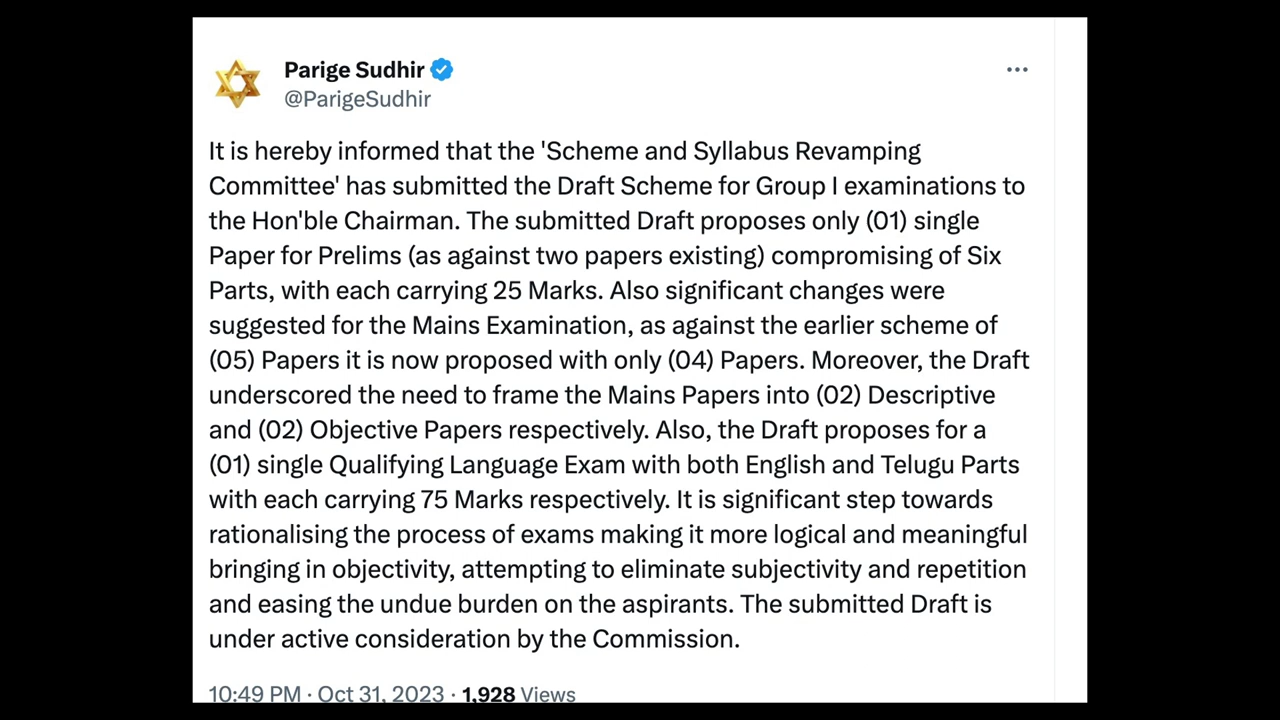 Parige Sudhir
@ParigeSudhir
It is hereby informed that the 'Scheme and Syllabus Revamping
Committee' has submitted the Draft Scheme for Group I examinations to
the Hon'ble Chairman. The submitted Draft proposes only (01) single
Paper for Prelims (as against two papers existing) compromising of Six
Parts, with each carrying 25 Marks. Also significant changes were
suggested for the Mains Examination, as against the earlier scheme of
(05) Papers it is now proposed with only (04) Papers. Moreover, the Draft
underscored the need to frame the Mains Papers into (02) Descriptive
and (02) Objective Papers respectively. Also, the Draft proposes for a
(01) single Qualifying Language Exam with both English and Telugu Parts
with each carrying 75 Marks respectively. It is significant step towards
rationalising the process of exams making it more logical and meaningful
bringing in objectivity, attempting to eliminate subjectivity and repetition
and easing the undue burden on the aspirants. The submitted Draft is
under active consideration by the Commission.
10:49 PM · Oct 31, 2023 · 1,928 Views